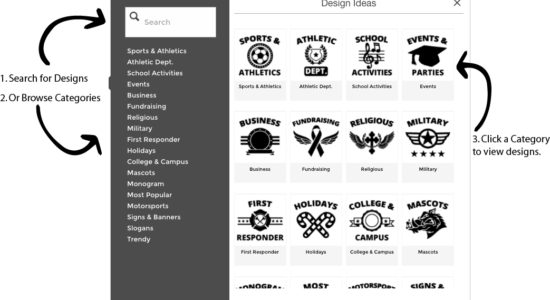 Design Ideas
Search
1. Search for Designs
2. Or Browse Categories
Sports & Athletics
Athletic Dept.
School Activities
Events
Business
Fundraising
Religious
Military
First Responder
Holidays
College & Campus
Mascots
Monogram
Most Popular
Motorsports
Signs & Banners
Slogans
Trendy
SPORTS &
ATHLETICS
Sports & Athletics
ATHLETIC
DEPT.
Athletic Dept.
SCHOOL
ACTIVITIES
School Activities
EVENTS &
PARTIES
Events
3. Click a Category
to view designs.
BUSINESS
Business
FUNDRAISING
Fundraising
RELIGIOUS
Religious
MILITARY
Military
FIRST
RESPONDER
First Responder
HOLIDAYS
Holidays
COLLEGE &
CAMPUS
College & Campus
MASCOTS
Mascots
MONOGRAM
MOST
MOTORSPORT
SIGNS &